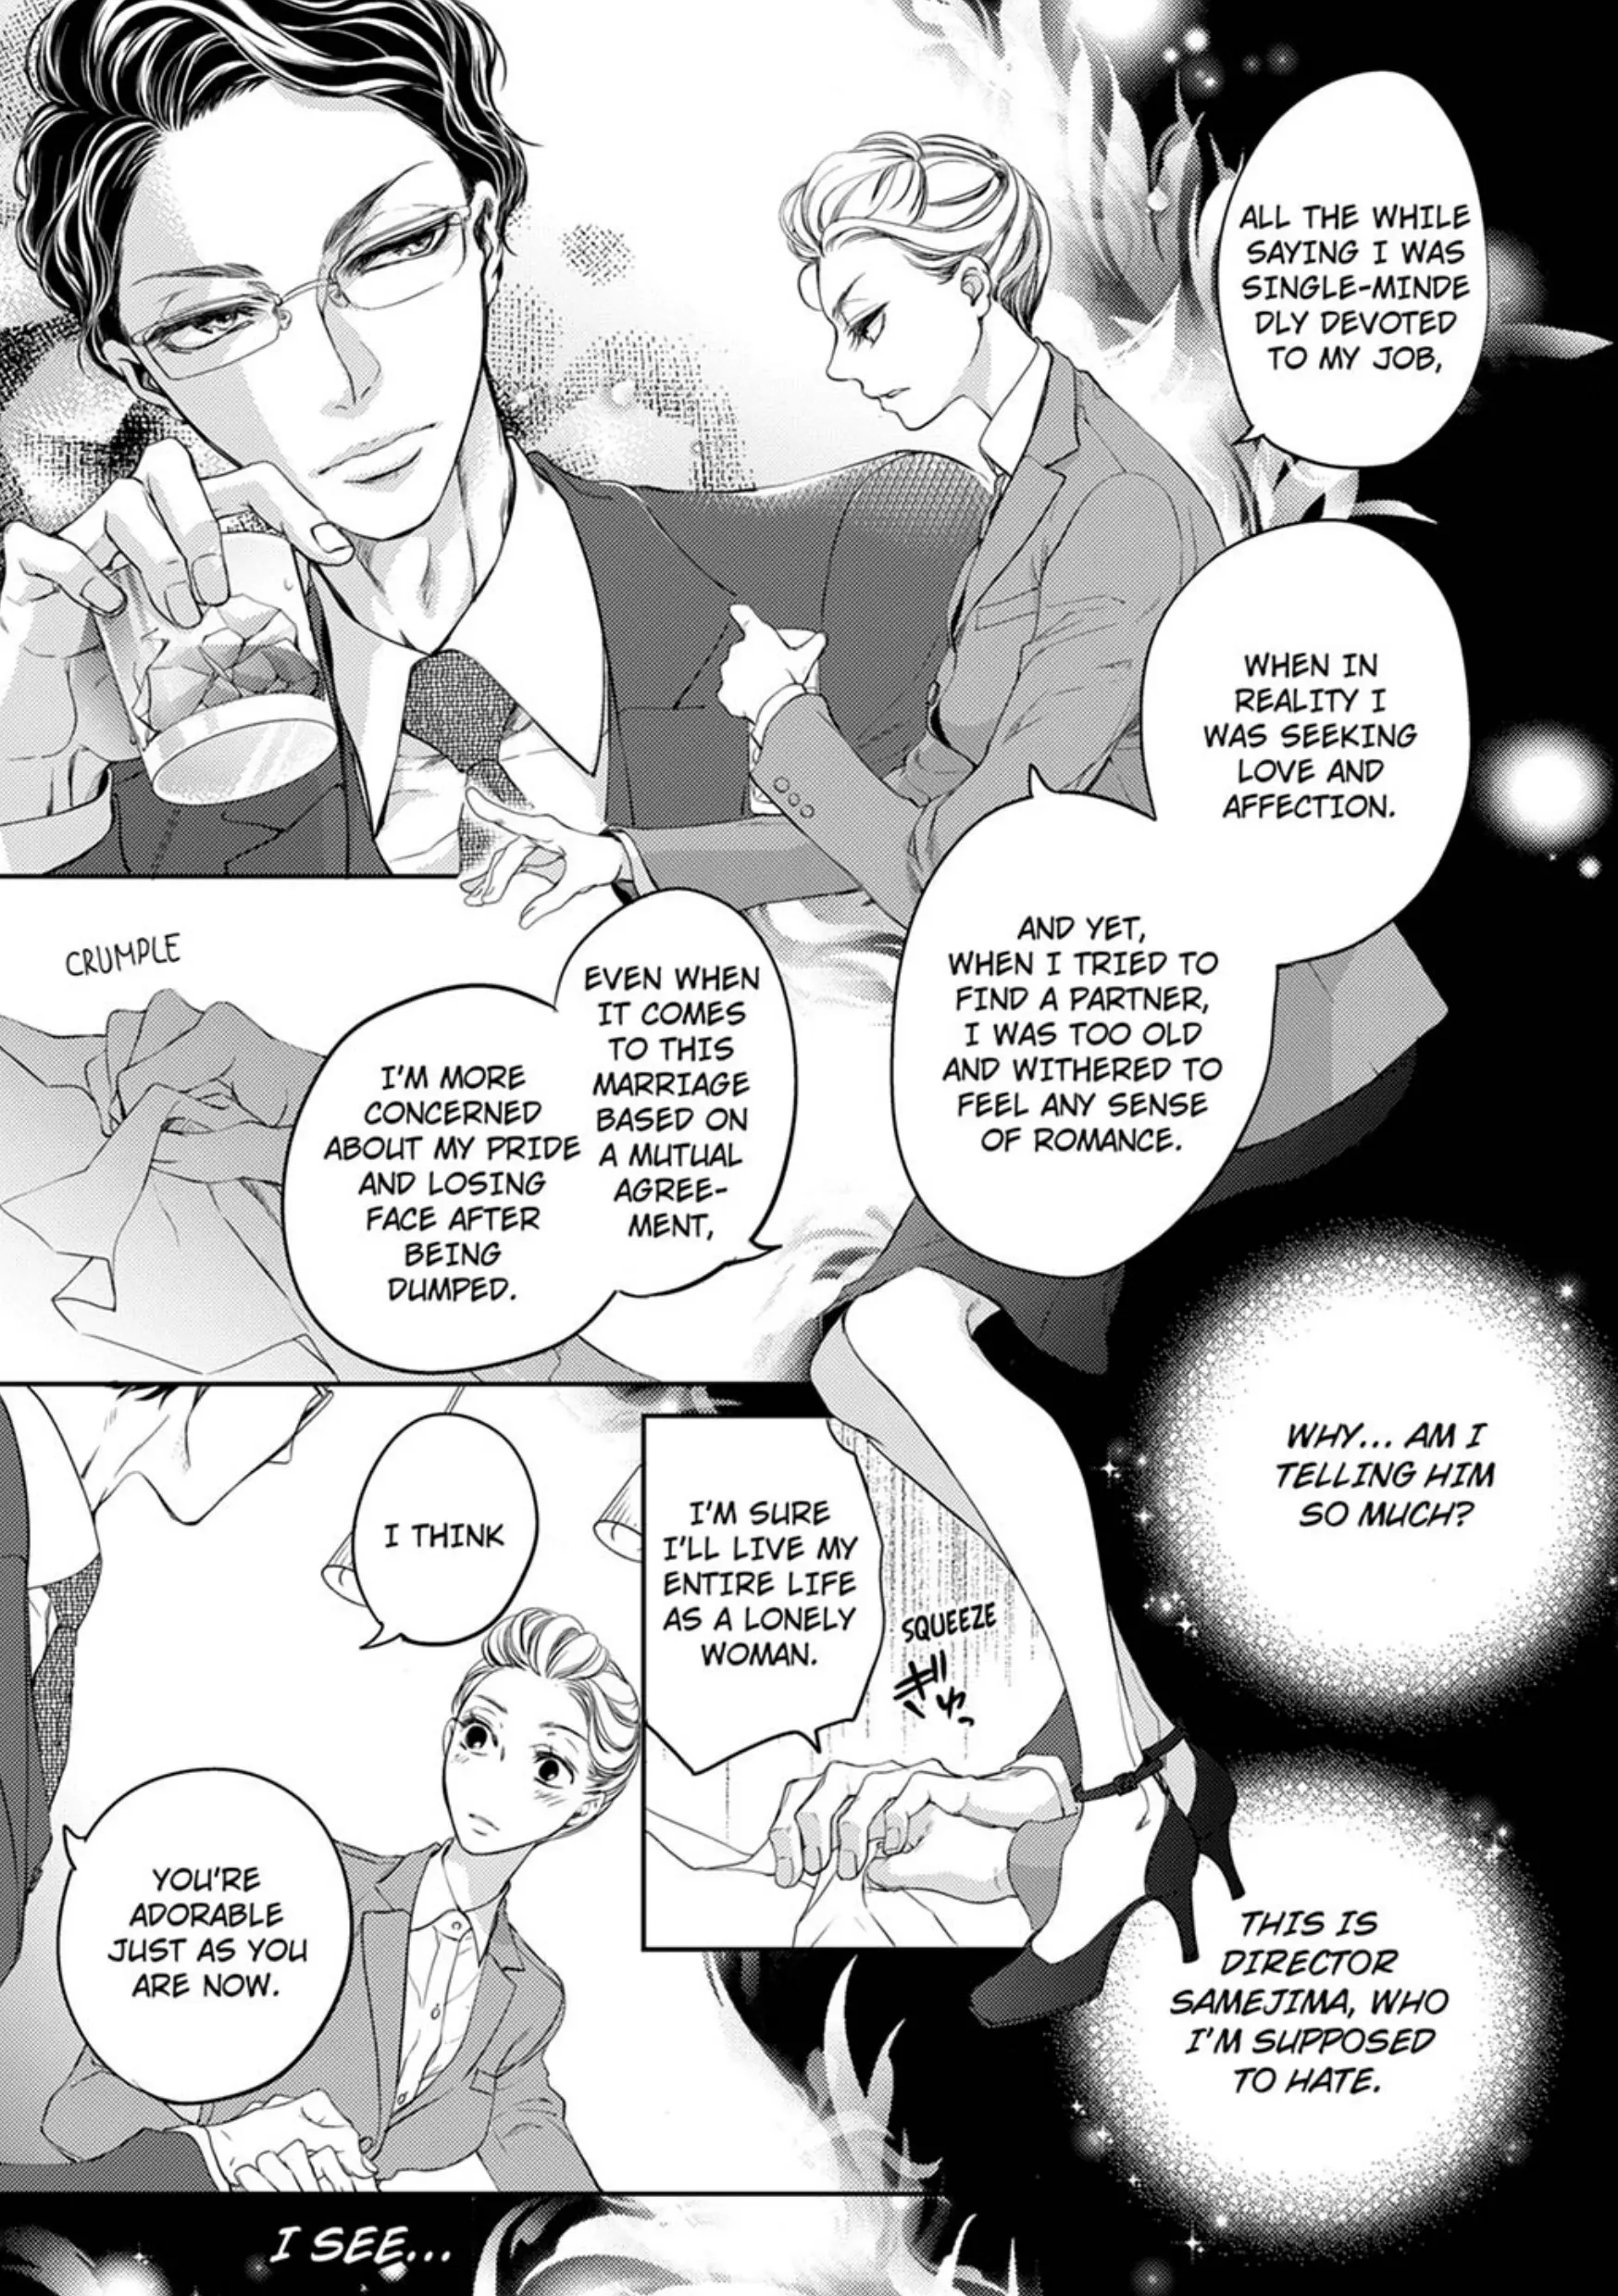 ALL THE WHILE
SAYING I WAS
SINGLE-MINDE
DLY DEVOTED
TO MY JOB,
WHEN IN
REALITY I
WAS SEEKING
LOVE AND
AFFECTION.
AND YET,
WHEN I TRIED TO
FIND A PARTNER,
I WAS TOO OLD
AND WITHERED TO
FEEL ANY SENSE
OF ROMANCE.
EVEN WHEN
IT COMES
TO THIS
MARRIAGE
BASED ON
A MUTUAL
AGREE-
MENT,
I'M MORE
CONCERNED
ABOUT MY PRIDE
AND LOSING
FACE AFTER
BEING
DUMPED.
CRUMPLE
WHY... AM I
TELLING HIM
SO MUCH?
THIS IS
DIRECTOR
SAMEJIMA, WHO
I'M SUPPOSED
TO HATE.
I'M SURE
I'LL LIVE MY
ENTIRE LIFE
AS A LONELY
WOMAN.
SQUEEZE
ギゅっ
I THINK
YOU'RE
ADORABLE
JUST AS YOU
ARE NOW.
I SEE...